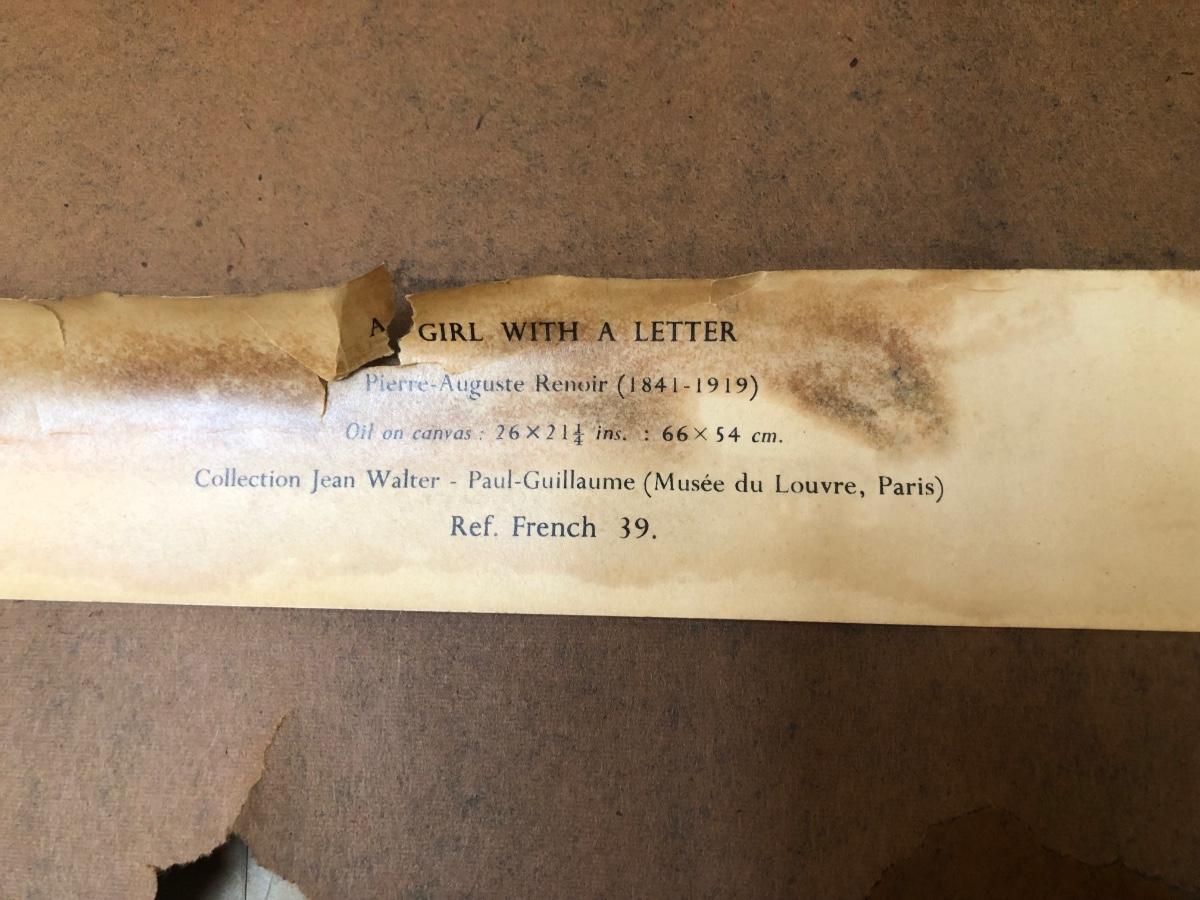 A GIRL WITH A LETTER
Pierre-Auguste Renoir (1841-1919)
Oil on canvas : 26×21¼ ins. : 66×54 cm.
Collection Jean Walter - Paul-Guillaume (Musée du Louvre, Paris)
Ref. French 39.